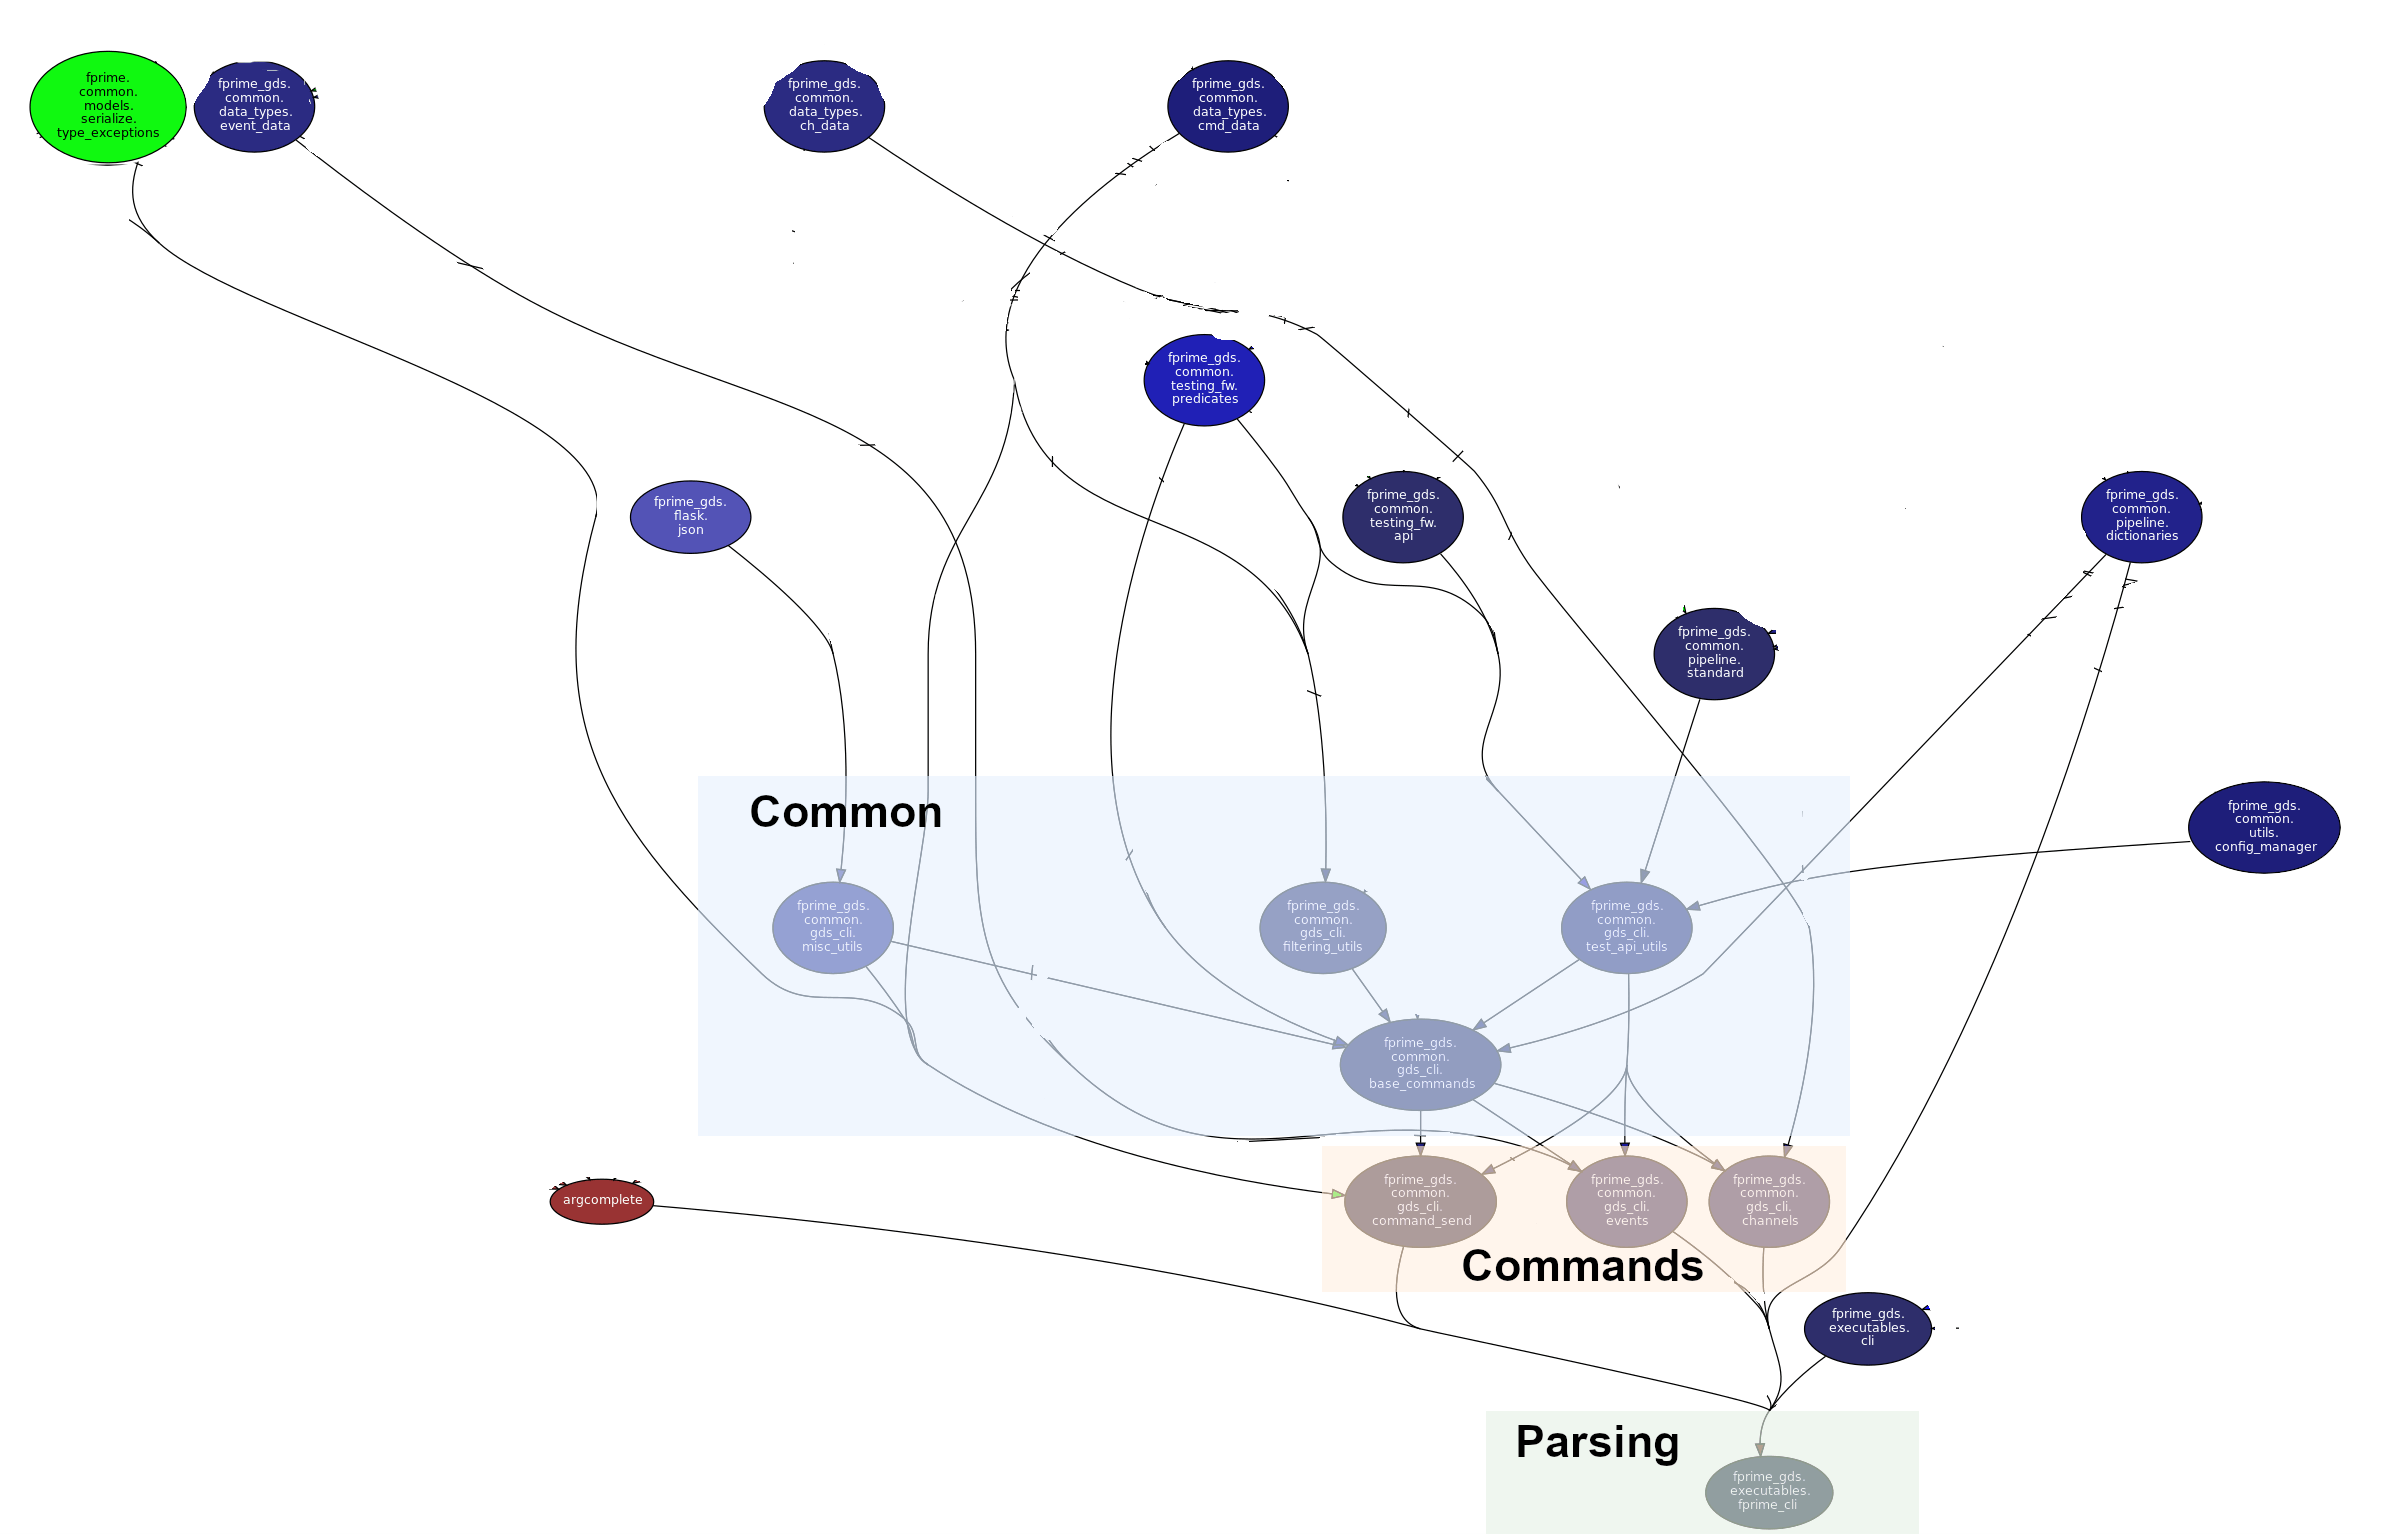 fprime.
common.
models.
serialize.
type_exceptions
fprime_gds.
common.
data_types.
event_data
fprime_gds.
common.
data_types.
ch_data
fprime_gds.
common.
data_types.
cmd_data
fprime_gds.
common.
testing_fw.
predicates
fprime_gds.
flask.
json
fprime_gds.
common.
testing_fw.
api
fprime_gds.
common.
pipeline.
dictionaries
fprime_gds.
common.
pipeline.
standard
Common
fprime_gds.
common.
utils.
config_manager
fprime_gds.
common.
gds_cli.
misc_utils
fprime_gds.
common.
gds_cli.
filtering_utils
fprime_gds.
common.
gds_cli.
test_api_utils
fprime_gds.
common.
gds_cli.
base_commands
argcomplete
fprime_gds.
common.
gds_cli.
command_send
fprime_gds.
common.
gds_cli.
events
fprime_gds.
common.
gds_cli.
channels
Commands
fprime_gds.
executables.
cli
Parsing
fprime_gds.
executables.
fprime_cli